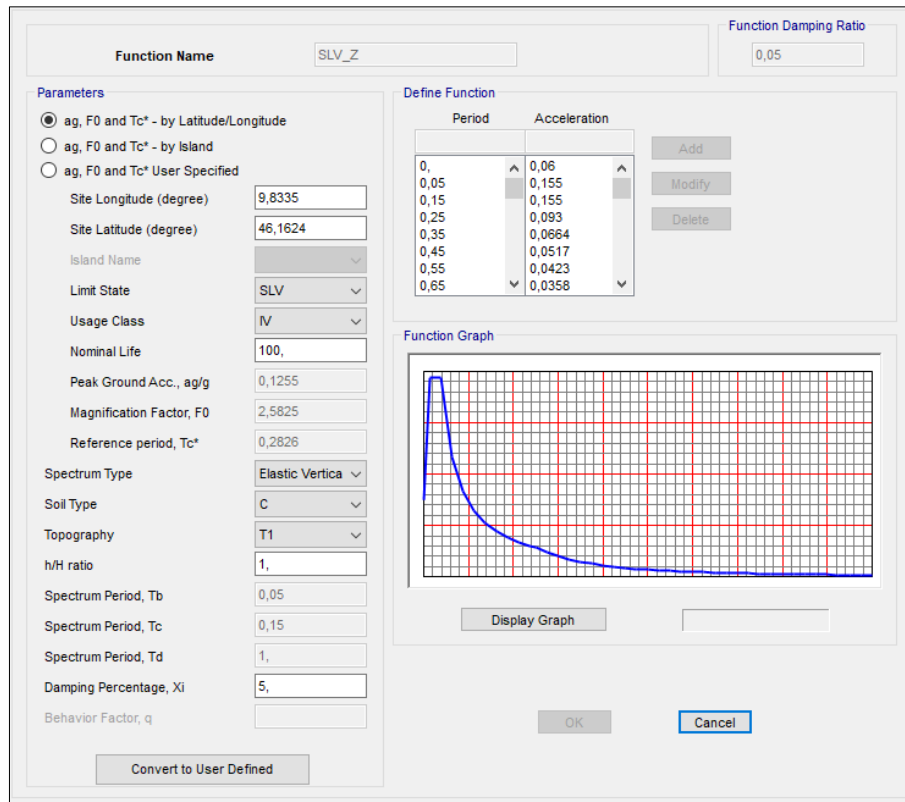 Function Damping Ratio
Function Name SLV_Z 0,05
Parameters
ag, F0 and Tc* - by Latitude/Longitude
ag, F0 and Tc* - by Island
ag, F0 and Tc* User Specified
Site Longitude (degree) 9,8335
Site Latitude (degree) 46,1624
Island Name
Limit State SLV
Usage Class IV
Nominal Life 100,
Peak Ground Acc., ag/g 0,1255
Magnification Factor, F0 2,5825
Reference period, Tc* 0,2826
Spectrum Type Elastic Vertica
Soil Type C
Topography T1
h/H ratio 1,
Spectrum Period, Tb 0,05
Spectrum Period, Tc 0,15
Spectrum Period, Td 1,
Damping Percentage, Xi 5,
Behavior Factor, q
Convert to User Defined
Define Function
Period Acceleration
0, 0,06
0,05 0,155
0,15 0,155
0,25 0,093
0,35 0,0664
0,45 0,0517
0,55 0,0423
0,65 0,0358
Add
Modify
Delete
Function Graph
Display Graph
OK Cancel